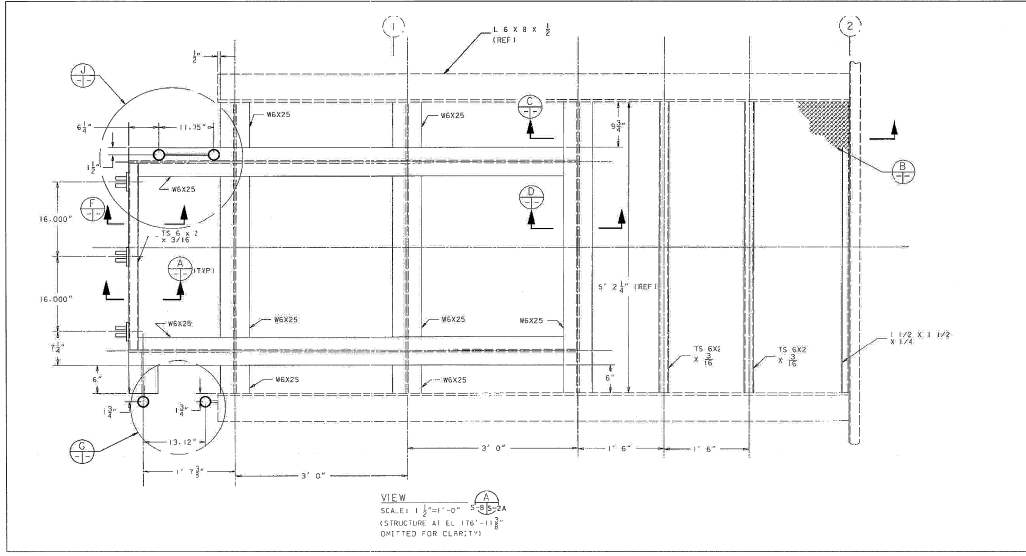 1
2
L 6 X 8 X 1/2
(REF)
1/2"
J
C
6 1/4"
11.75"
W6X25
W6X25
9 3/4"
B
1 1/2"
W6X25
D
F
16.000"
TS 6 x 2
x 3/16
A
(TYP)
5' 2 1/4" (REF)
16.000"
W6X25
W6X25
W6X25
W6X25
7 1/4"
TS 6X2
X 3/16
TS 6X2
X 3/16
1 1/2 X 1 1/2
X 1/4
6"
W6X25
W6X25
6"
1 3/4"
1 3/4"
13.12"
G
3' 0"
1' 6"
1' 6"
3' 0"
VIEW
A
S-8 S-2A
SCALE: 1 1/2"=1'-0"
(STRUCTURE AT EL 176'-11 3/8"
OMITTED FOR CLARITY)